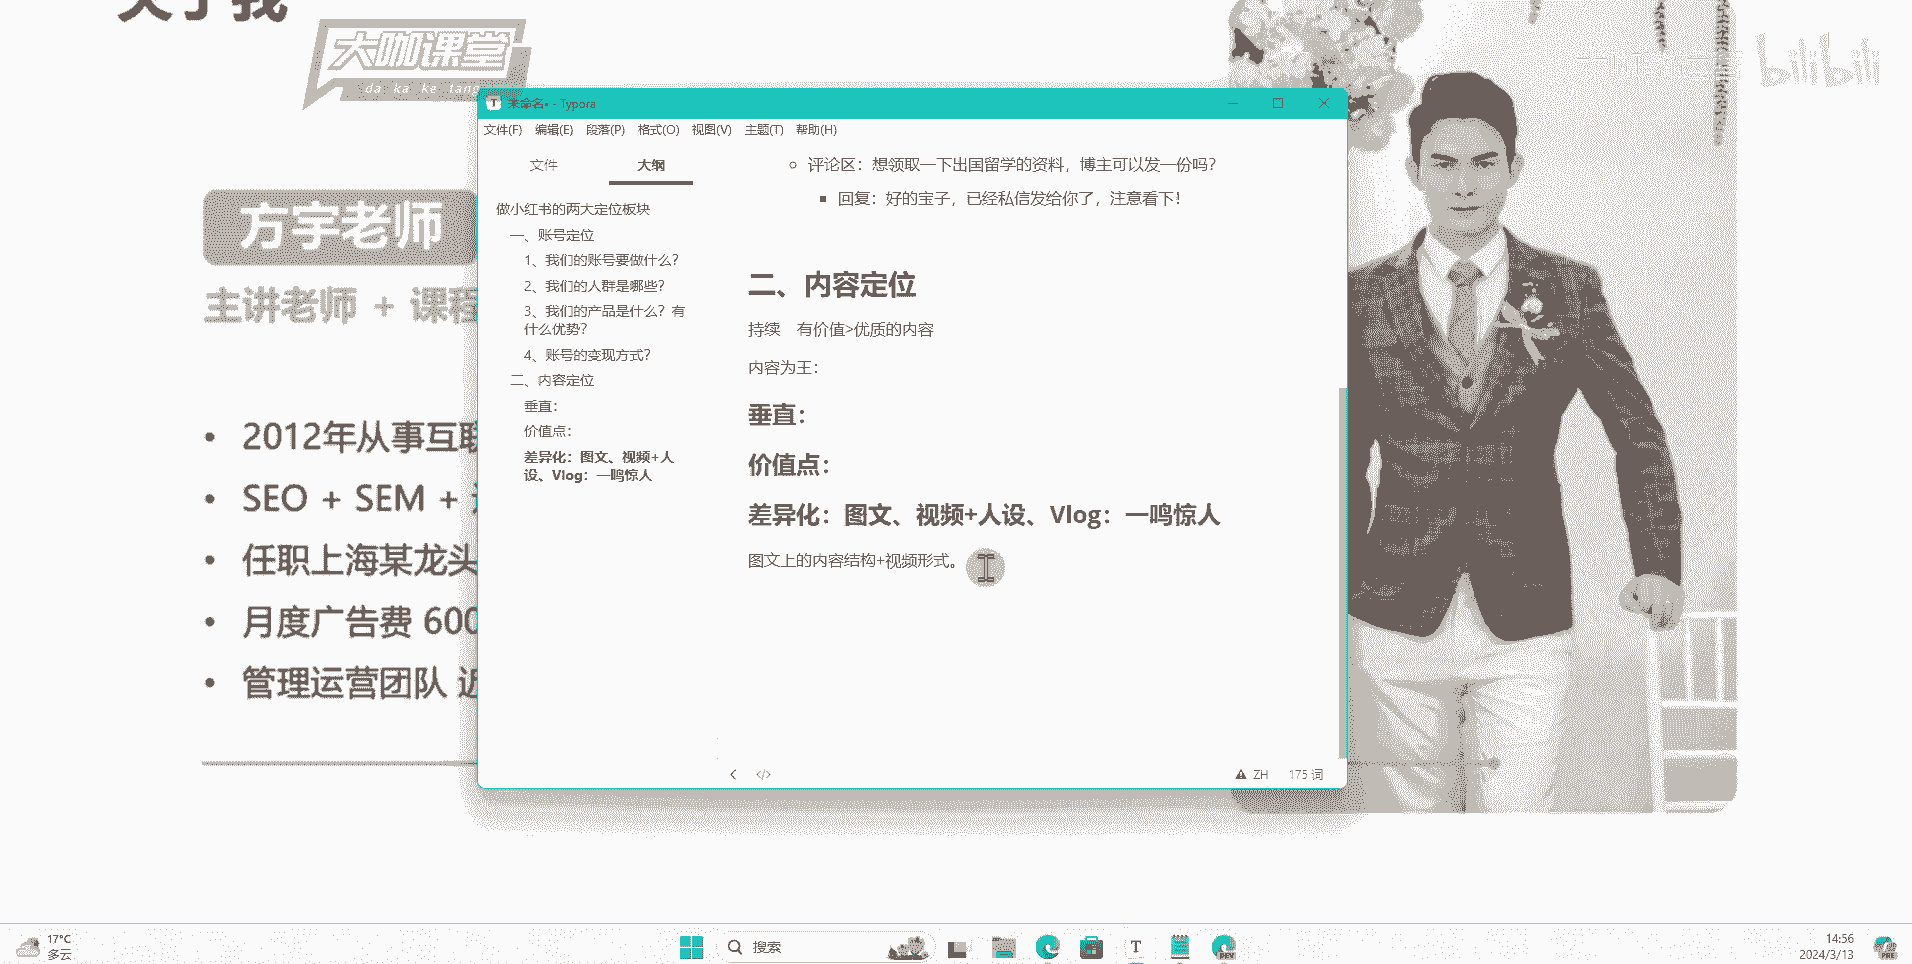 关于我
大咖课堂
da ka ke tang
bilibili
方宇老师
主讲老师 + 课程
2012年从事互联
SEO + SEM +
任职上海某龙头
月度广告费 600
管理运营团队 近
未命名• - Typora
文件(F) 编辑(E) 段落(P) 格式(O) 视图(V) 主题(T) 帮助(H)
文件 大纲
做小红书的两大定位板块
一、账号定位
1、我们的账号要做什么？
2、我们的人群是哪些？
3、我们的产品是什么？有
什么优势？
4、账号的变现方式？
二、内容定位
垂直：
价值点：
差异化：图文、视频+人
设、Vlog：一鸣惊人
评论区：想领取一下出国留学的资料，博主可以发一份吗？
回复：好的宝子，已经私信发给你了，注意看下！
二、内容定位
持续 有价值>优质的内容
内容为王：
垂直：
价值点：
差异化：图文、视频+人设、Vlog：一鸣惊人
图文上的内容结构+视频形式。
ZH 175 词
17°C
多云
搜索
14:56
2024/3/13